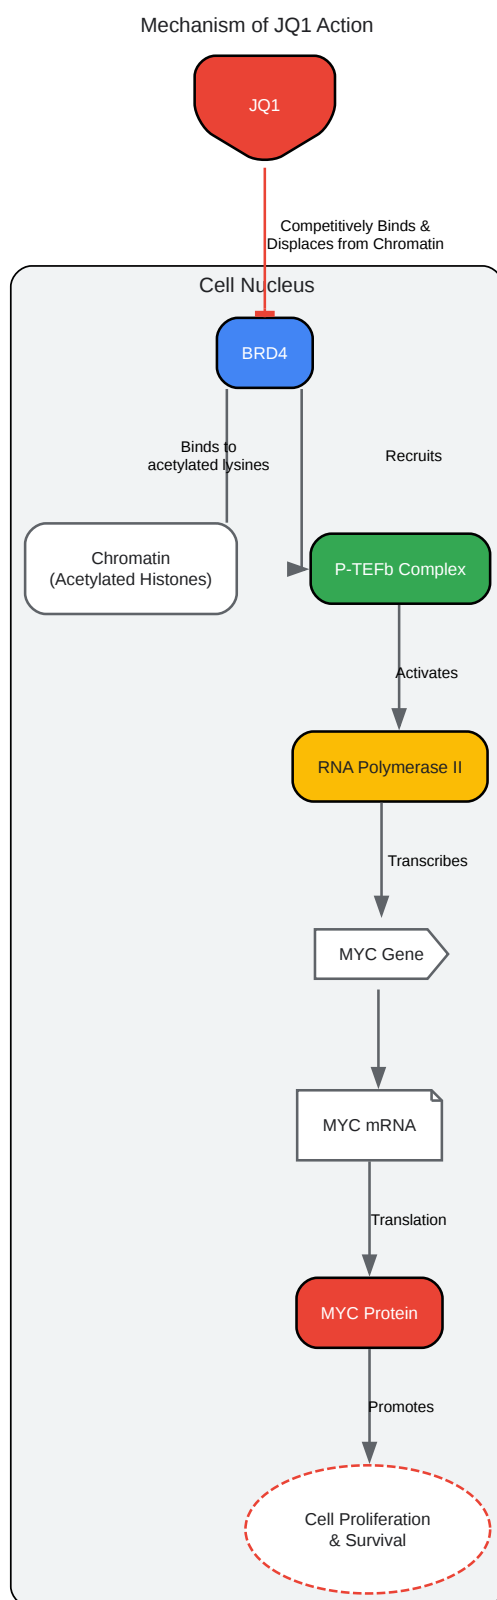 Mechanism of JQ1 Action
JQ1
Competitively Binds &
Displaces from Chromatin
Cell Nucleus
BRD4
Binds to
acetylated lysines
Recruits
Chromatin
(Acetylated Histones)
P-TEFb Complex
Activates
RNA Polymerase II
Transcribes
MYC Gene
MYC mRNA
Translation
MYC Protein
Promotes
Cell Proliferation
& Survival